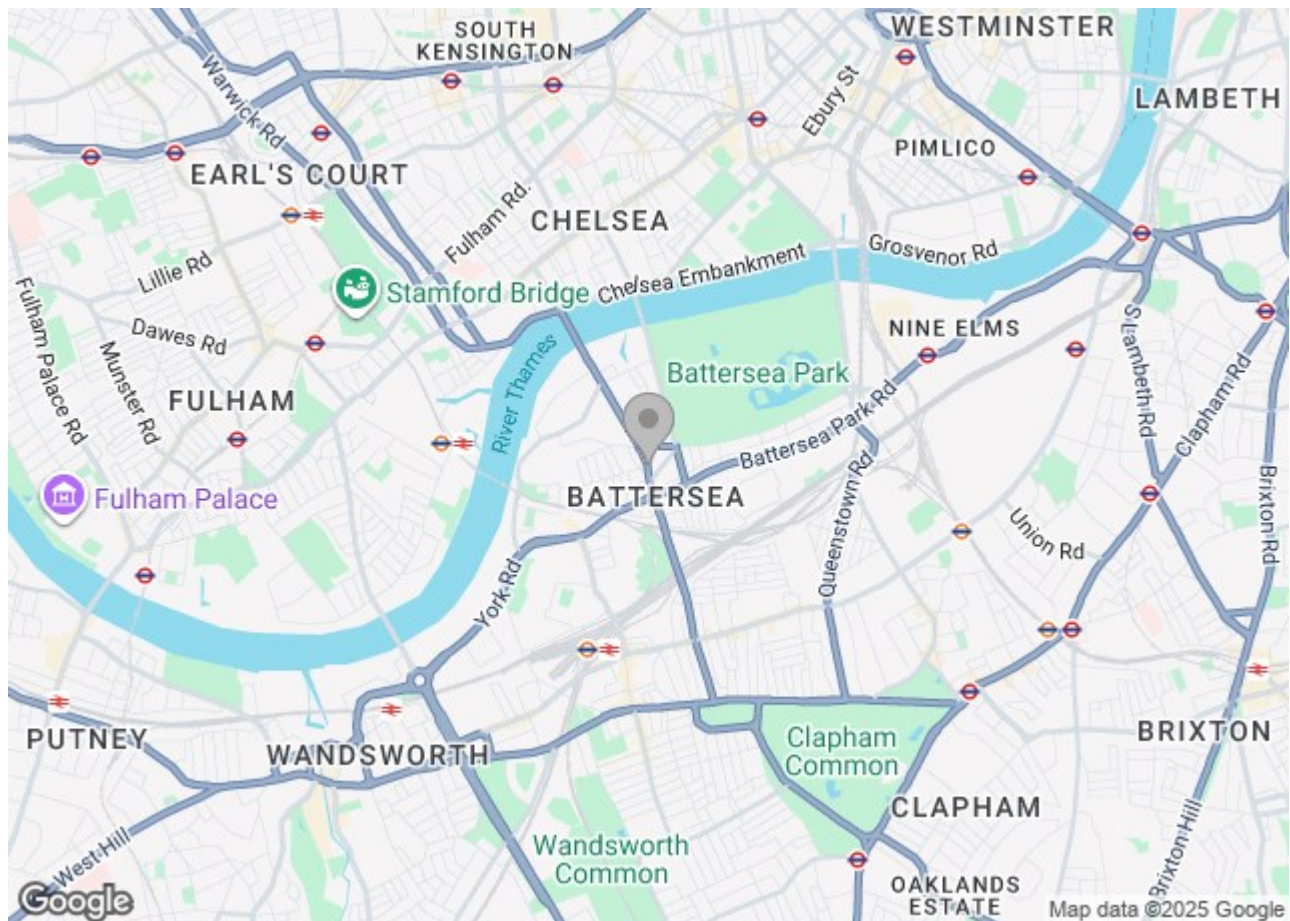 SOUTH
KENSINGTON
WESTMINSTER
Warwick Rd
Ebury St
LAMBETH
PIMLICO
EARL'S COURT
CHELSEA
Fulham Rd.
Grosvenor Rd
Lillie Rd
Chelsea Embankment
Stamford Bridge
Fulham Palace Rd
Dawes Rd
Munster Rd
River Thames
NINE ELMS
S Lambeth Rd
Clapham Rd
Battersea Park
FULHAM
Battersea Park Rd
BATTERSEA
Fulham Palace
Queenstown Rd
Union Rd
Brixton Rd
York Rd
PUTNEY
WANDSWORTH
Clapham
Common
BRIXTON
CLAPHAM
West Hill
Wandsworth
Common
Brixton Hill
OAKLANDS
ESTATE
Google
Map data ©2025 Google